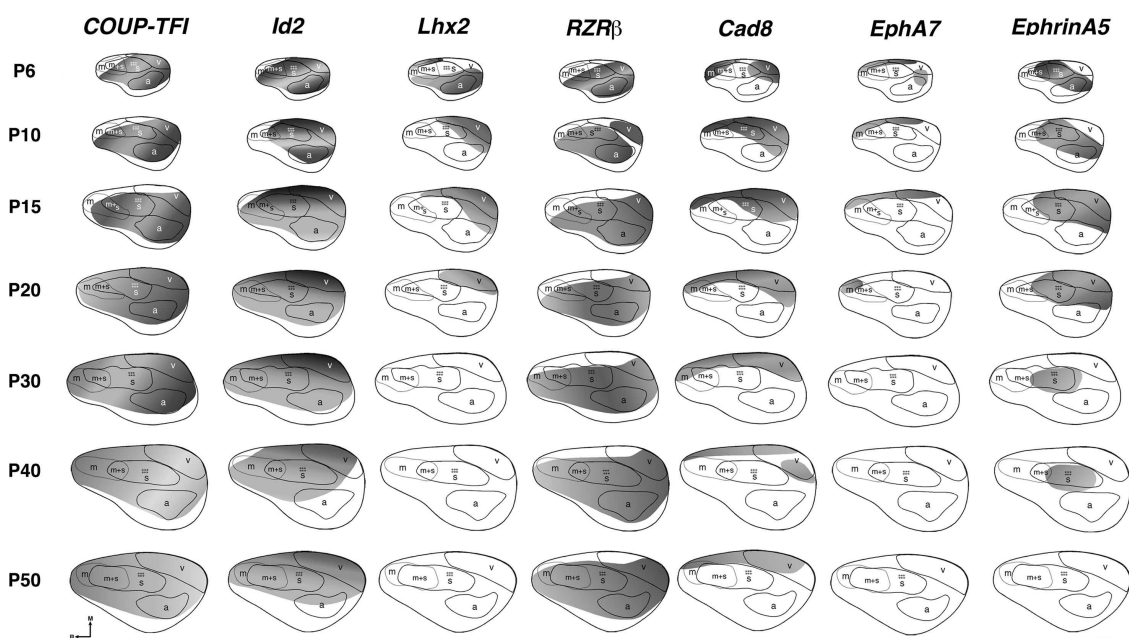 COUP-TFI Id2 Lhx2 RZRβ Cad8 EphA7 EphrinA5
P6
m m+s s v a m m+s s v a m m+s s v a m m+s s v a m m+s s v a m m+s s v a m m+s s v a
P10
m m+s s v a m m+s s v a m m+s s v a m m+s s v a m m+s s v a m m+s s v a m m+s s v a
P15
m m+s s v a m m+s s v a m m+s s v a m m+s s v a m m+s s v a m m+s s v a m m+s s v a
P20
m m+s s v a m m+s s v a m m+s s v a m m+s s v a m m+s s v a m m+s s v a m m+s s v a
P30
m m+s s v a m m+s s v a m m+s s v a m m+s s v a m m+s s v a m m+s s v a m m+s s v a
P40
m m+s s v a m m+s s v a m m+s s v a m m+s s v a m m+s s v a m m+s s v a m m+s s v a
P50
m m+s s v a m m+s s v a m m+s s v a m m+s s v a m m+s s v a m m+s s v a m m+s s v a
M